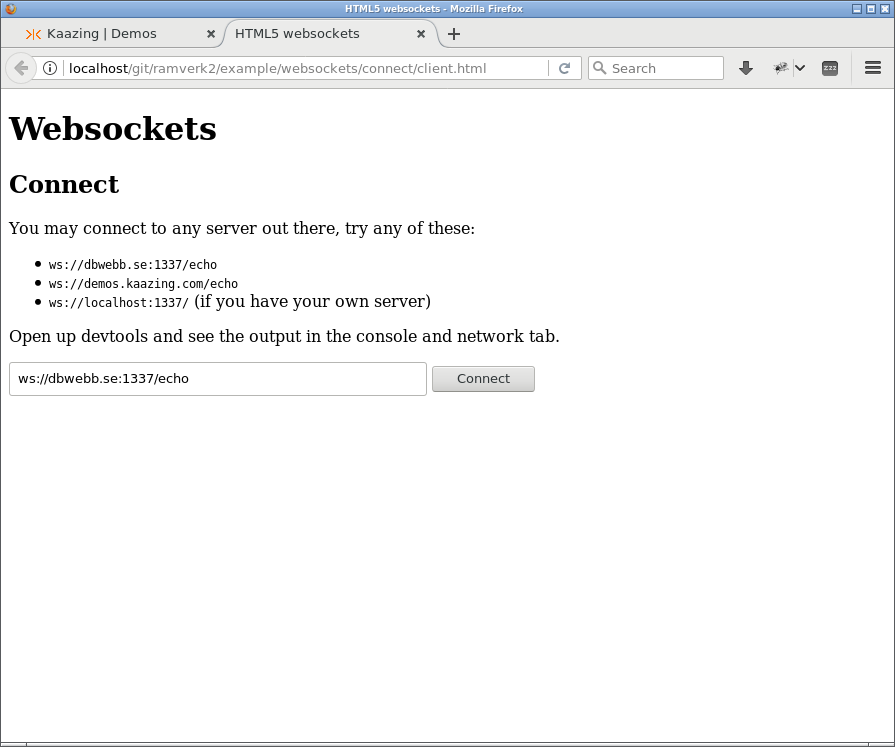 HTML5 websockets - Mozilla Firefox
Kaazing | Demos
HTML5 websockets
localhost/git/ramverk2/example/websockets/connect/client.html
Search
zzz
Websockets
Connect
You may connect to any server out there, try any of these:
ws://dbwebb.se:1337/echo
ws://demos.kaazing.com/echo
ws://localhost:1337/ (if you have your own server)
Open up devtools and see the output in the console and network tab.
ws://dbwebb.se:1337/echo
Connect